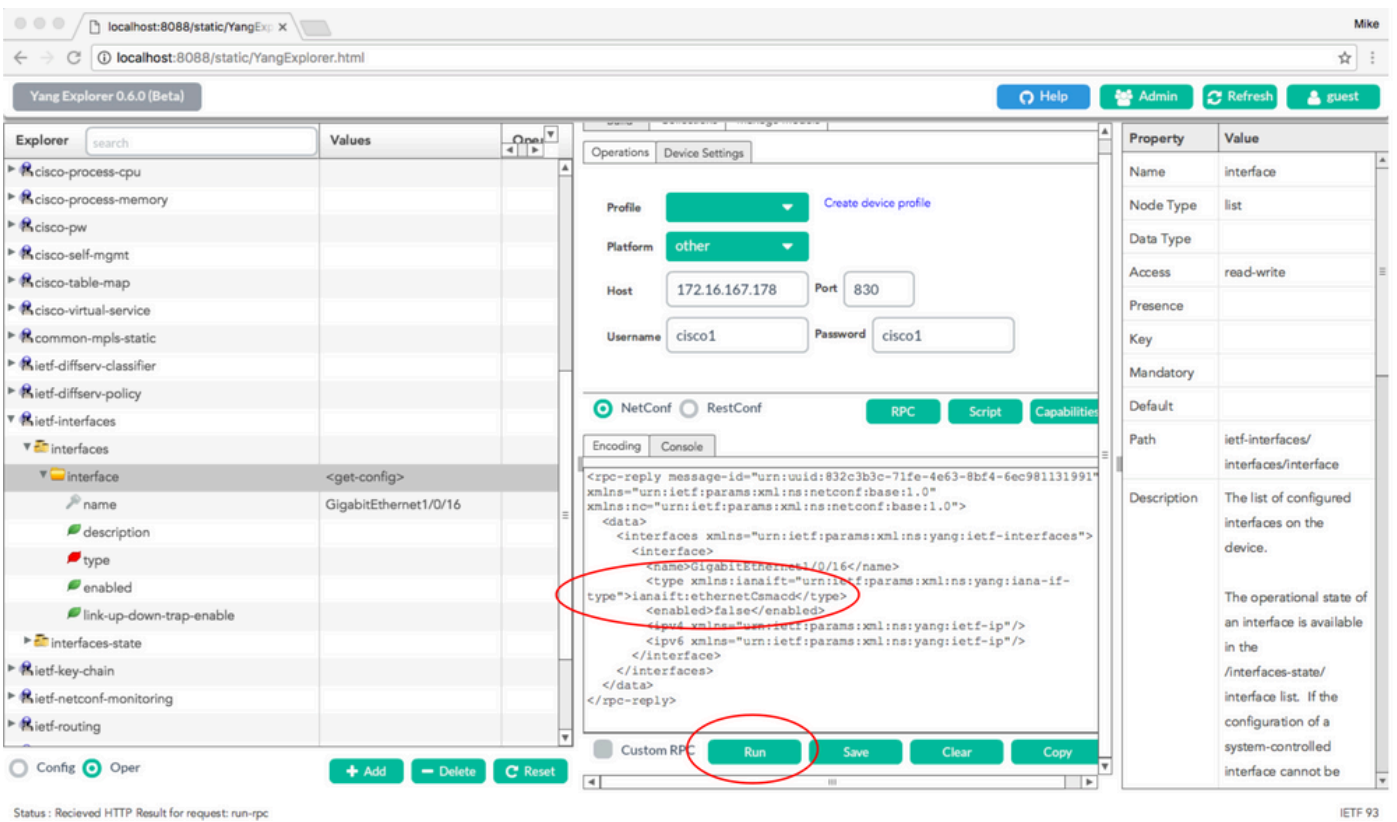 localhost:8088/static/YangExp
Mike
localhost:8088/static/YangExplorer.html
Yang Explorer 0.6.0 (Beta)
Help
Admin
Refresh
guest
Explorer
search
Values
Oper
cisco-process-cpu
cisco-process-memory
cisco-pw
cisco-self-mgmt
cisco-table-map
cisco-virtual-service
common-mpls-static
ietf-diffserv-classifier
ietf-diffserv-policy
ietf-interfaces
interfaces
interface <get-config>
name GigabitEthernet1/0/16
description
type
enabled
link-up-down-trap-enable
interfaces-state
ietf-key-chain
ietf-netconf-monitoring
ietf-routing
Config Oper
Add
Delete
Reset
Operations Device Settings
Profile
Create device profile
Platform other
Host 172.16.167.178 Port 830
Username cisco1 Password cisco1
NetConf RestConf
RPC
Script
Capabilities
Encoding Console
<rpc-reply message-id="urn:uuid:832c3b3c-71fe-4e63-8bf4-6ec981131991"
xmlns="urn:ietf:params:xml:ns:netconf:base:1.0"
xmlns:nc="urn:ietf:params:xml:ns:netconf:base:1.0">
<data>
<interfaces xmlns="urn:ietf:params:xml:ns:yang:ietf-interfaces">
<interface>
<name>GigabitEthernet1/0/16</name>
<type xmlns:ianaift="urn:ietf:params:xml:ns:yang:iana-if-
type">ianaift:ethernetCsmacd</type>
<enabled>false</enabled>
<ipv4 xmlns="urn:ietf:params:xml:ns:yang:ietf-ip"/>
<ipv6 xmlns="urn:ietf:params:xml:ns:yang:ietf-ip"/>
</interface>
</interfaces>
</data>
</rpc-reply>
Custom RPC
Run
Save
Clear
Copy
Property Value
Name interface
Node Type list
Data Type
Access read-write
Presence
Key
Mandatory
Default
Path ietf-interfaces/
interfaces/interface
Description The list of configured
interfaces on the
device.
The operational state of
an interface is available
in the
/interfaces-state/
interface list. If the
configuration of a
system-controlled
interface cannot be
Status : Recieved HTTP Result for request: run-rpc
IETF 93